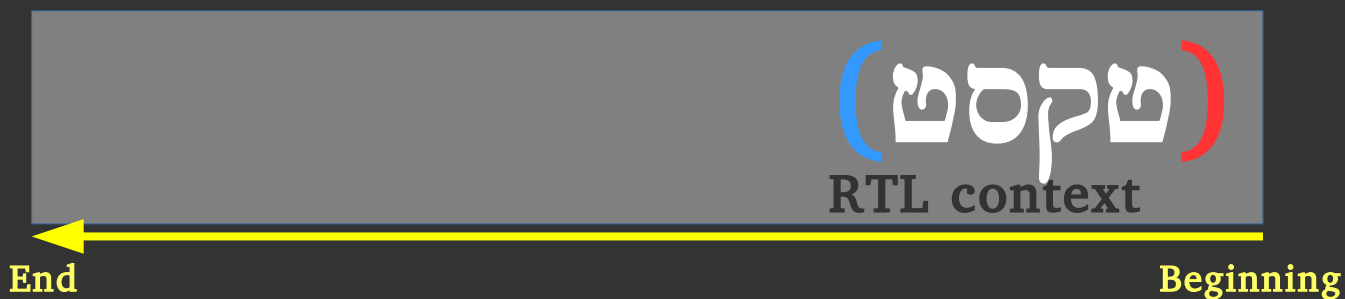 (טקסט)
RTL context
End
Beginning